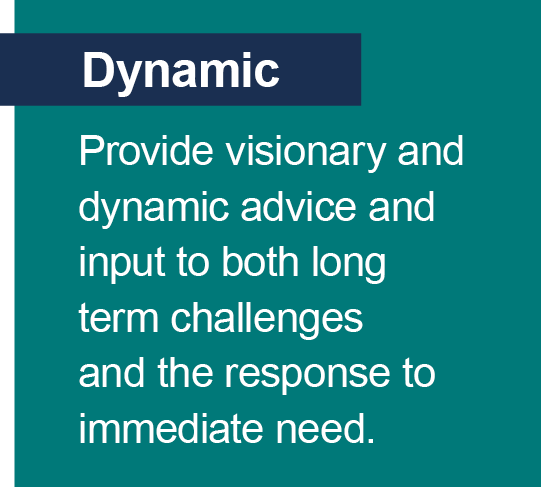 Dynamic
Provide visionary and
dynamic advice and
input to both long
term challenges
and the response to
immediate need.